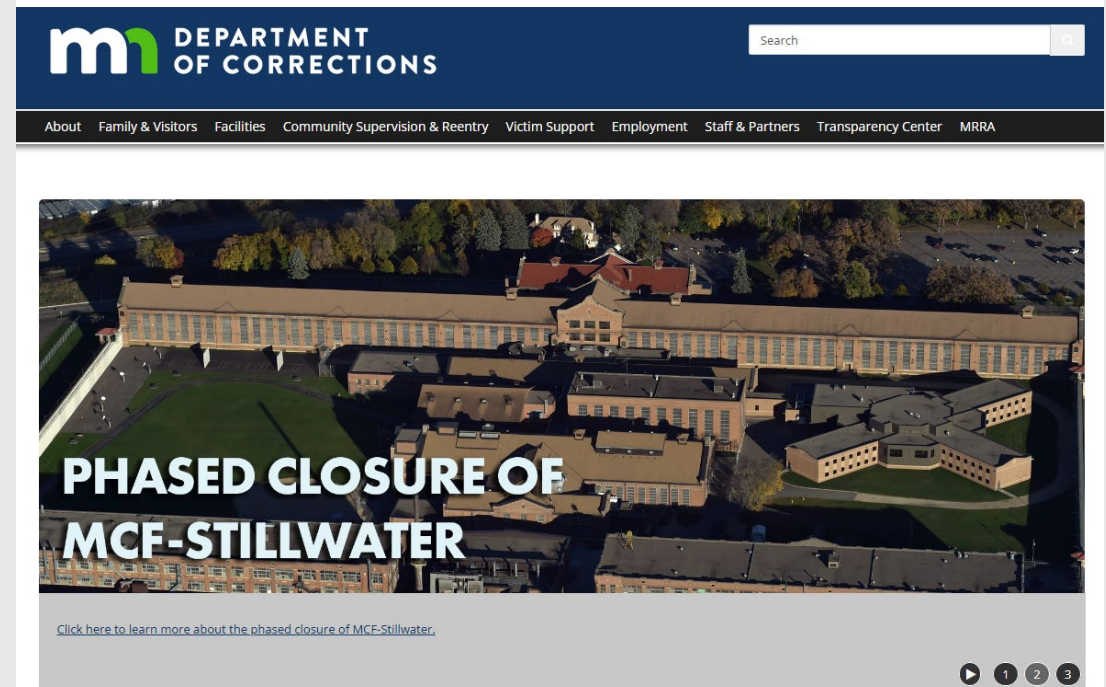 mn DEPARTMENT
OF CORRECTIONS
Search
About Family & Visitors Facilities Community Supervision & Reentry Victim Support Employment Staff & Partners Transparency Center MRRA
PHASED CLOSURE OF
MCF-STILLWATER
Click here to learn more about the phased closure of MCF-Stillwater.
1 2 3